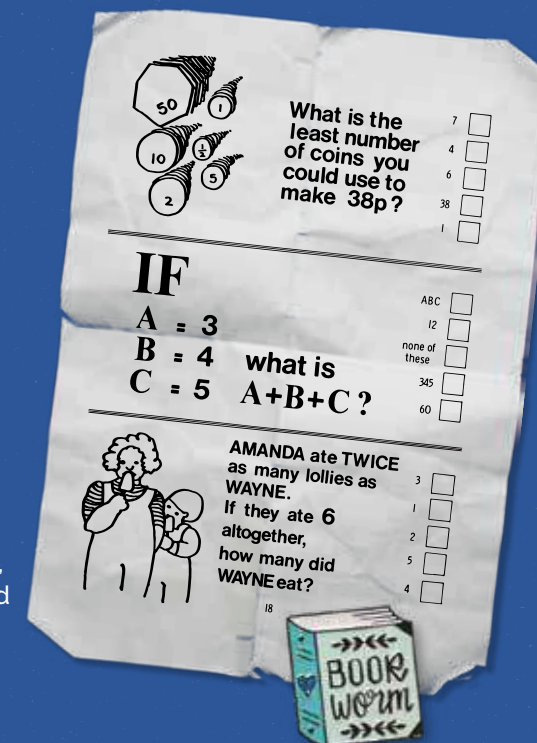 50
1
10
½
5
2
What is the
least number
of coins you
could use to
make 38p?
7
4
6
38
1
IF
A = 3
B = 4
C = 5
what is
A+B+C?
ABC
12
none of
these
345
60
AMANDA ate TWICE
as many lollies as
WAYNE.
If they ate 6
altogether,
how many did
WAYNE eat?
3
1
2
5
4
18
BOOK
WORM